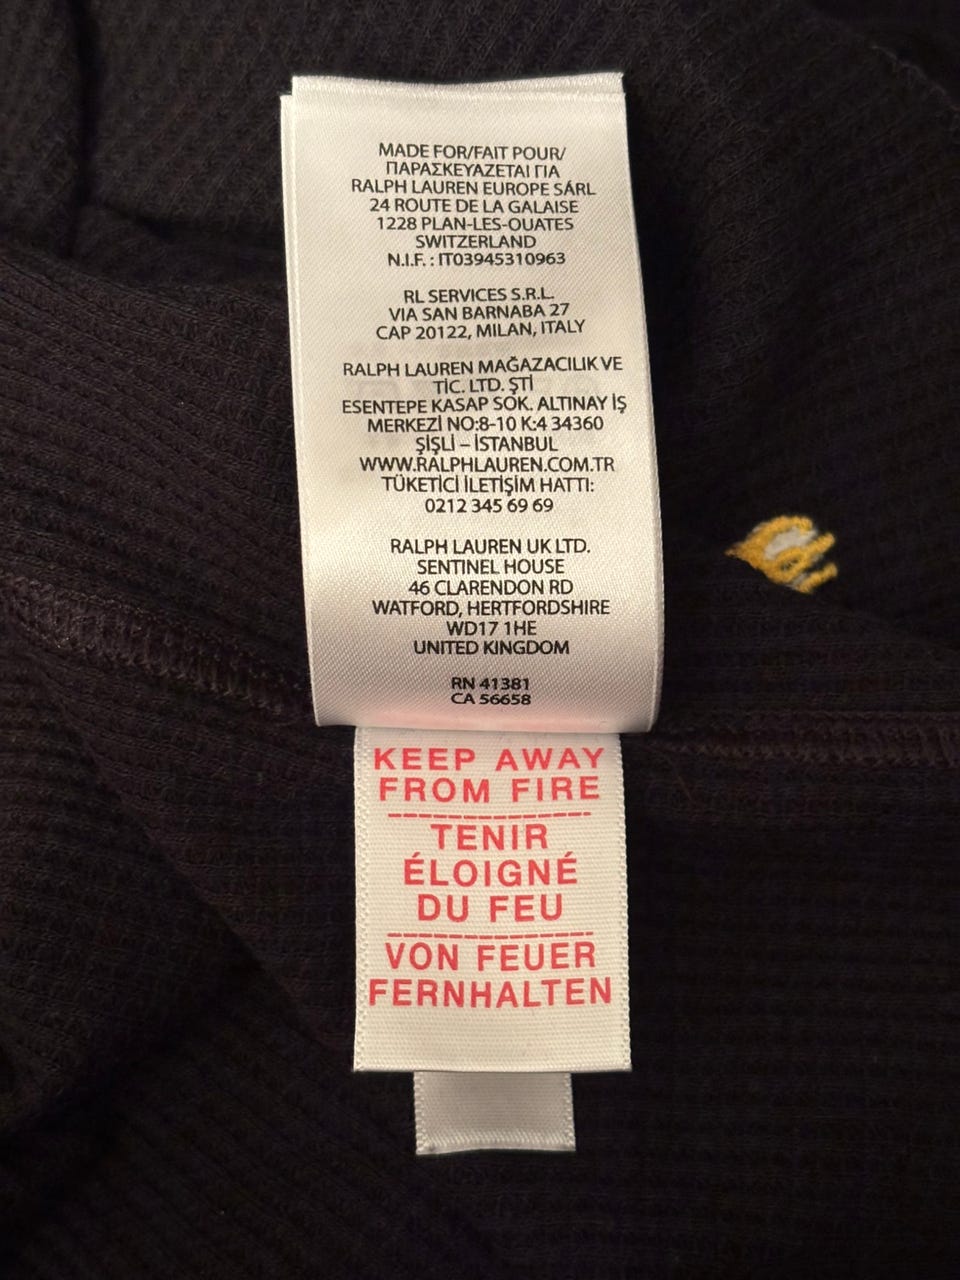 MADE FOR/FAIT POUR/
ΠΑΡΑΣΚΕΥΑΖΕΤΑΙ ΓΙΑ
RALPH LAUREN EUROPE SÁRL
24 ROUTE DE LA GALAISE
1228 PLAN-LES-OUATES
SWITZERLAND
N.I.F. : IT03945310963
RL SERVICES S.R.L.
VIA SAN BARNABA 27
CAP 20122, MILAN, ITALY
RALPH LAUREN MAĞAZACILIK VE
TİC. LTD. ŞTİ
ESENTEPE KASAP SOK. ALTINAY İŞ
MERKEZİ NO:8-10 K:4 34360
ŞİŞLİ – İSTANBUL
WWW.RALPHLAUREN.COM.TR
TÜKETİCİ İLETİŞİM HATTI:
0212 345 69 69
RALPH LAUREN UK LTD.
SENTINEL HOUSE
46 CLARENDON RD
WATFORD, HERTFORDSHIRE
WD17 1HE
UNITED KINGDOM
RN 41381
CA 56658
KEEP AWAY
FROM FIRE
TENIR
ÉLOIGNÉ
DU FEU
VON FEUER
FERNHALTEN